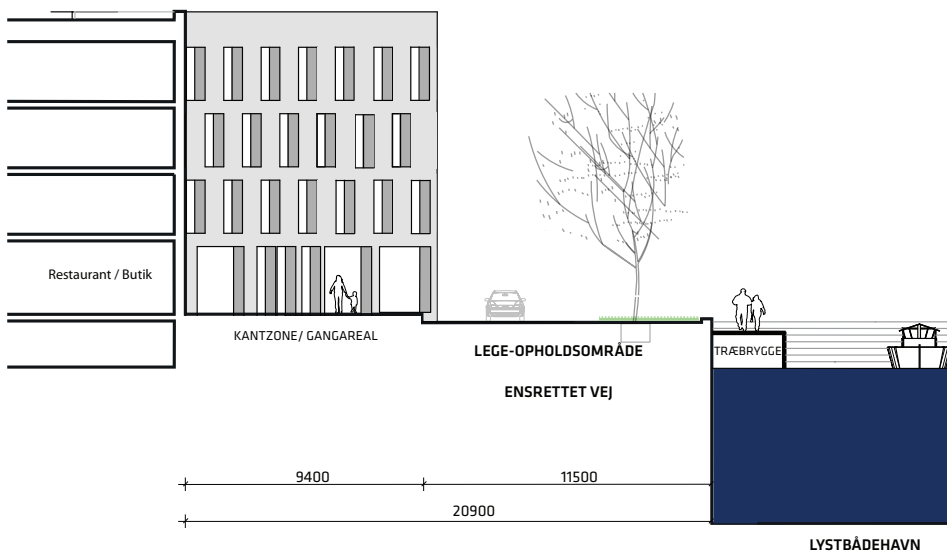 Restaurant / Butik
KANTZONE/ GANGAREAL
LEGE-OPHOLDSOMRÅDE
TRÆBRYGGE
ENSRETTET VEJ
9400
11500
20900
LYSTBÅDEHAVN